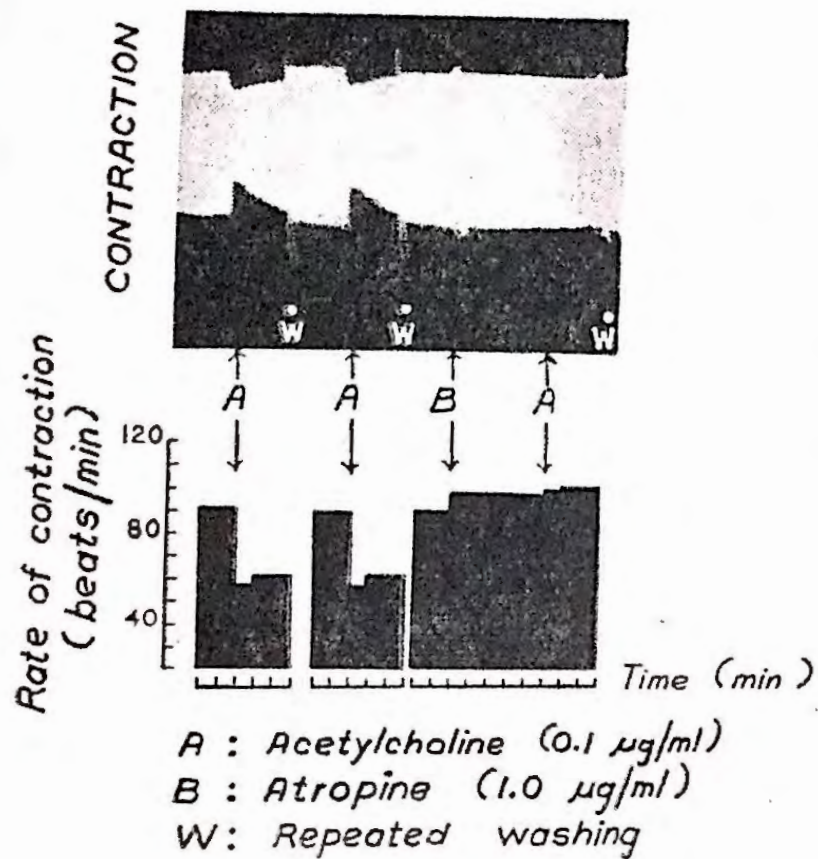 CONTRACTION
W W W
A A B A
Rate of contraction
(beats/min)
120
80
40
Time (min)
A : Acetylcholine (0.1 µg/ml)
B : Atropine (1.0 µg/ml)
W : Repeated washing